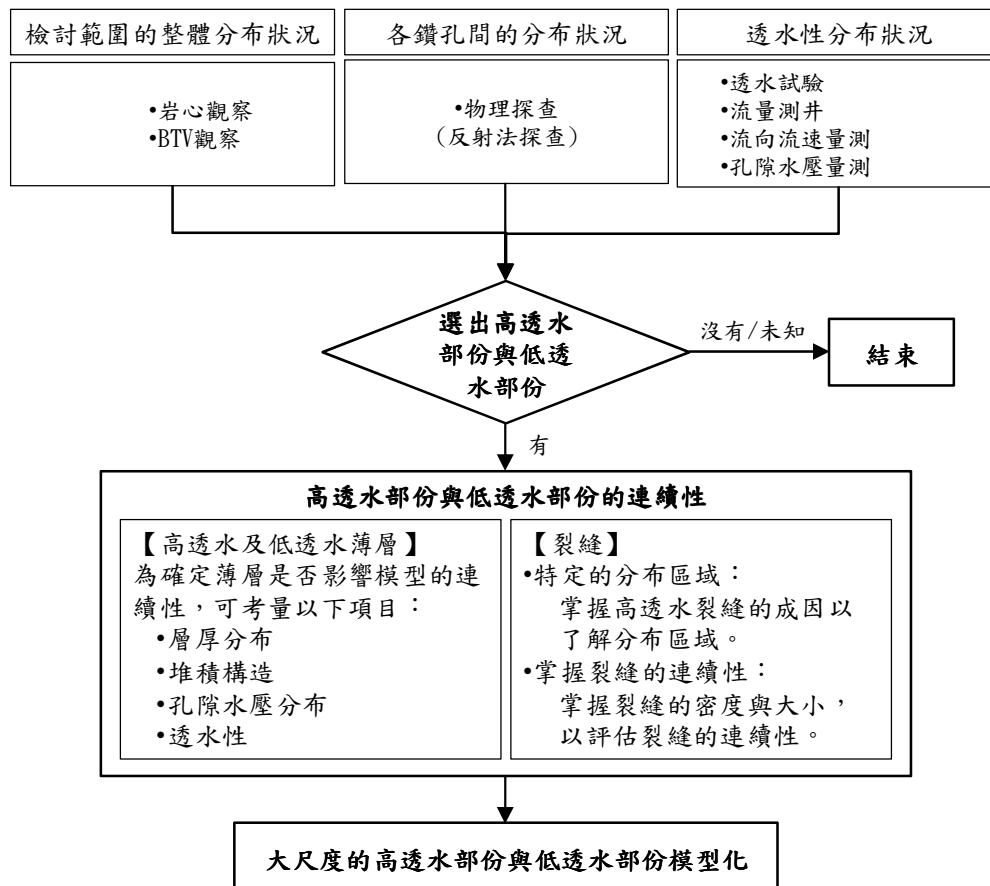 檢討範圍的整體分布狀況
•岩心觀察
•BTV觀察
各鑽孔間的分布狀況
•物理探查
(反射法探查)
透水性分布狀況
•透水試驗
•流量測井
•流向流速量測
•孔隙水壓量測
選出高透水
部份與低透
水部份
沒有/未知
結束
有
高透水部份與低透水部份的連續性
【高透水及低透水薄層】
為確定薄層是否影響模型的連
續性，可考量以下項目：
•層厚分布
•堆積構造
•孔隙水壓分布
•透水性
【裂縫】
•特定的分布區域：
掌握高透水裂縫的成因以
了解分布區域。
•掌握裂縫的連續性：
掌握裂縫的密度與大小，
以評估裂縫的連續性。
大尺度的高透水部份與低透水部份模型化